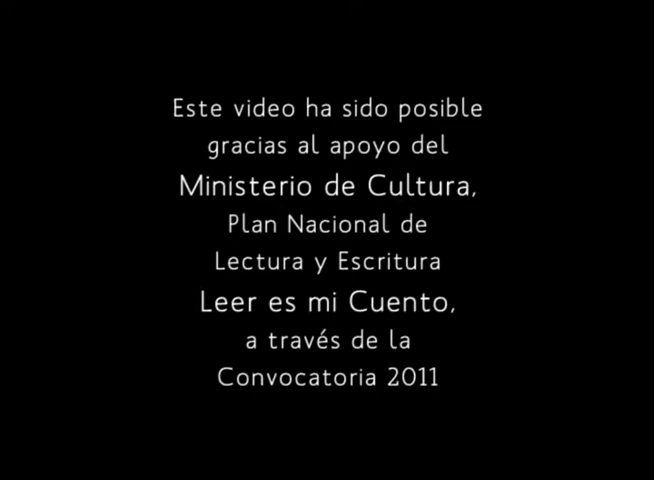 Este video ha sido posible
gracias al apoyo del
Ministerio de Cultura,
Plan Nacional de
Lectura y Escritura
Leer es mi Cuento,
a través de la
Convocatoria 2011